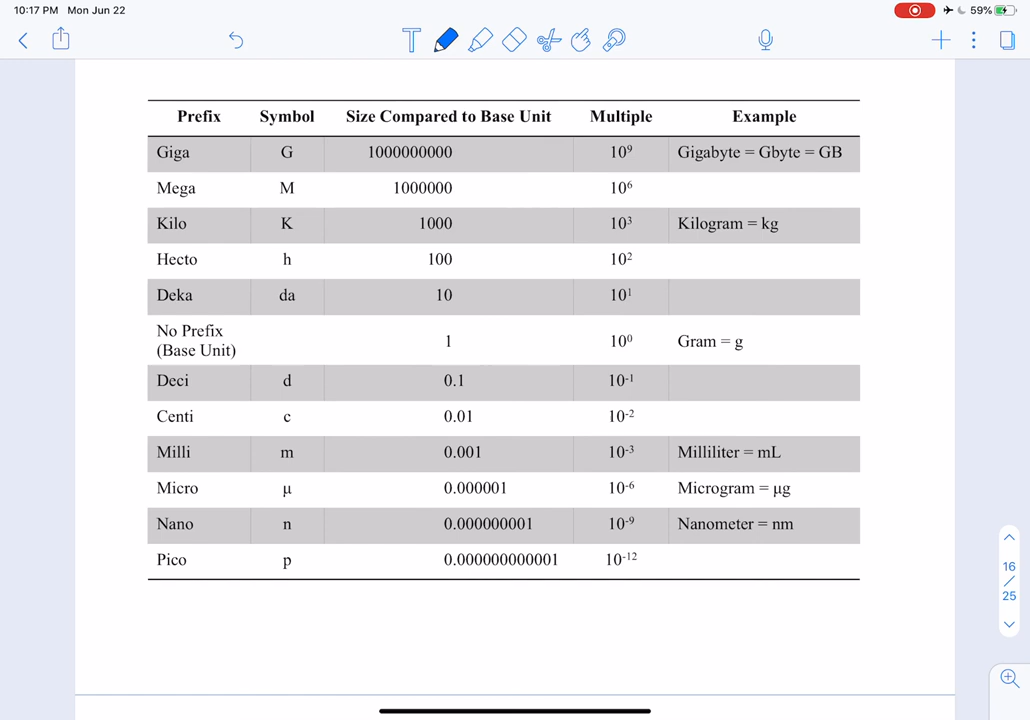 10:17 PM Mon Jun 22
59%
Prefix Symbol Size Compared to Base Unit Multiple Example
Giga G 1000000000 10⁹ Gigabyte = Gbyte = GB
Mega M 1000000 10⁶
Kilo K 1000 10³ Kilogram = kg
Hecto h 100 10²
Deka da 10 10¹
No Prefix
(Base Unit) 1 10⁰ Gram = g
Deci d 0.1 10⁻¹
Centi c 0.01 10⁻²
Milli m 0.001 10⁻³ Milliliter = mL
Micro µ 0.000001 10⁻⁶ Microgram = µg
Nano n 0.000000001 10⁻⁹ Nanometer = nm
Pico p 0.000000000001 10⁻¹²
16
/
25